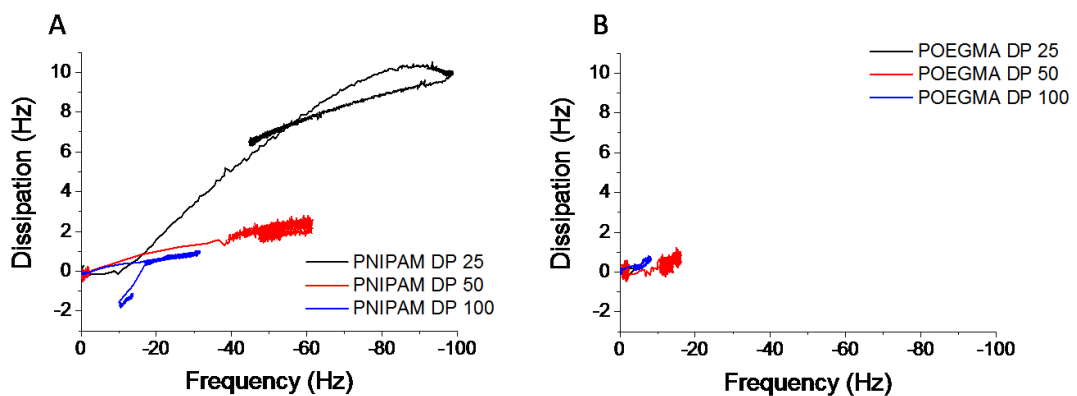 A
Dissipation (Hz)
10
8
6
4
2
0
-2
0
-20
-40
-60
-80
-100
Frequency (Hz)
PNIPAM DP 25
PNIPAM DP 50
PNIPAM DP 100
B
Dissipation (Hz)
10
8
6
4
2
0
-2
0
-20
-40
-60
-80
-100
Frequency (Hz)
POEGMA DP 25
POEGMA DP 50
POEGMA DP 100